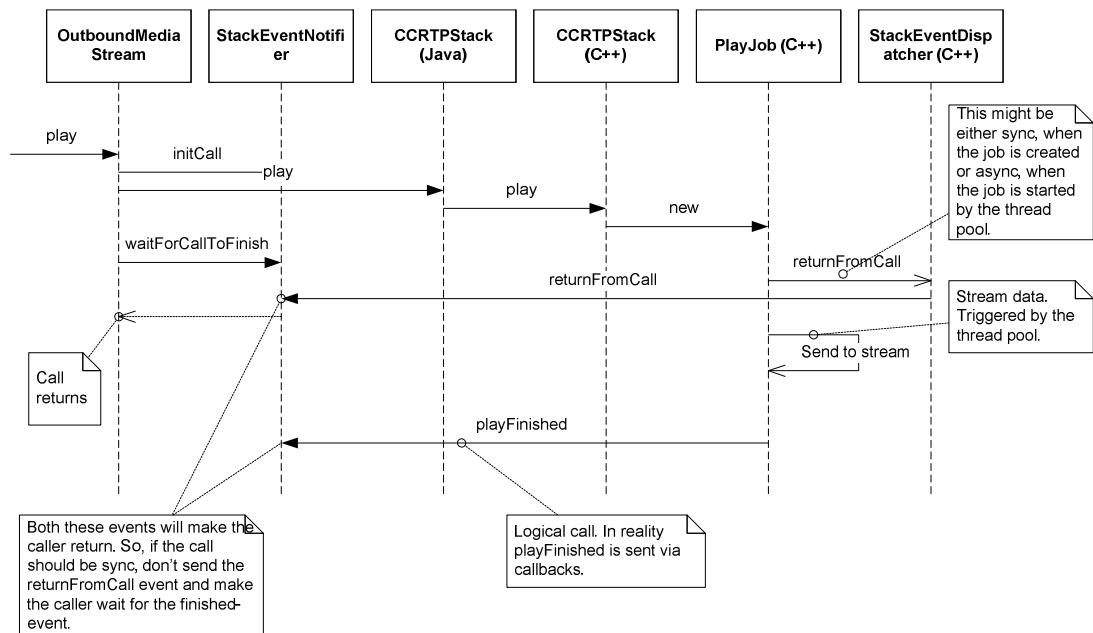 OutboundMedia
Stream
StackEventNotifi
er
CCRTPStack
(Java)
CCRTPStack
(C++)
PlayJob (C++)
StackEventDisp
atcher (C++)
This might be
either sync, when
the job is created
or async, when
the job is started
by the thread
pool.
play
initCall
play
play
new
waitForCallToFinish
returnFromCall
returnFromCall
Stream data.
Triggered by the
thread pool.
Send to stream
Call
returns
playFinished
Both these events will make the
caller return. So, if the call
should be sync, don't send the
returnFromCall event and make
the caller wait for the finished-
event.
Logical call. In reality
playFinished is sent via
callbacks.